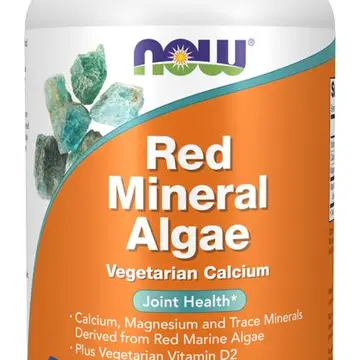 NOW
Red
Mineral
Algae
Vegetarian Calcium
Joint Health*
• Calcium, Magnesium and Trace Minerals
Derived from Red Marine Algae
• Plus Vegetarian Vitamin D2